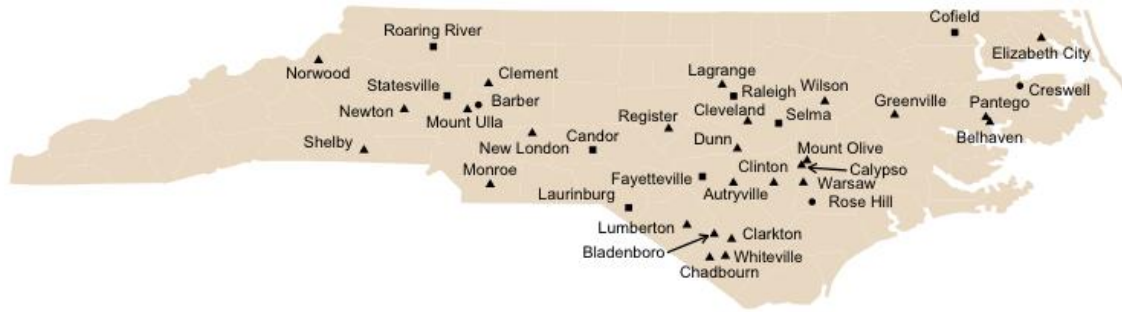 Cofield
Roaring River
Elizabeth City
Norwood
Clement
Lagrange
Statesville
Raleigh
Wilson
Creswell
Barber
Greenville
Pantego
Newton
Cleveland
Selma
Register
Mount Ulla
Belhaven
Shelby
New London
Candor
Dunn
Mount Olive
Monroe
Clinton
Calypso
Fayetteville
Autryville
Warsaw
Laurinburg
Rose Hill
Lumberton
Clarkton
Bladenboro
Whiteville
Chadbourn